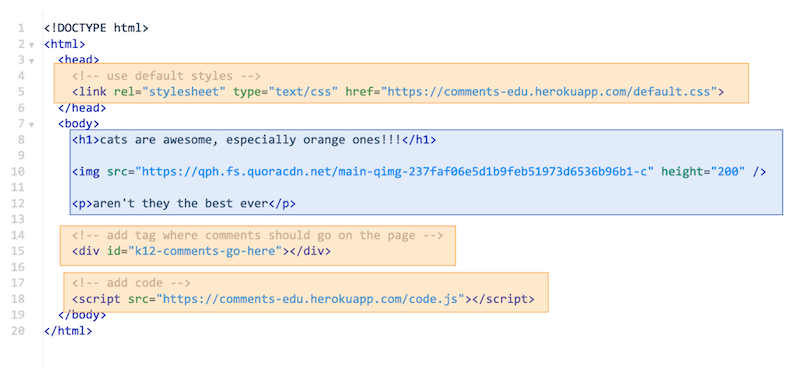 1 <!DOCTYPE html>
2 <html>
3 <head>
4 <!-- use default styles -->
5 <link rel="stylesheet" type="text/css" href="https://comments-edu.herokuapp.com/default.css">
6 </head>
7 <body>
8 <h1>cats are awesome, especially orange ones!!!</h1>
9
10 <img src="https://qph.fs.quoracdn.net/main-qimg-237faf06e5d1b9feb51973d6536b96b1-c" height="200" />
11
12 <p>aren't they the best ever</p>
13
14 <!-- add tag where comments should go on the page -->
15 <div id="k12-comments-go-here"></div>
16
17 <!-- add code -->
18 <script src="https://comments-edu.herokuapp.com/code.js"></script>
19 </body>
20 </html>